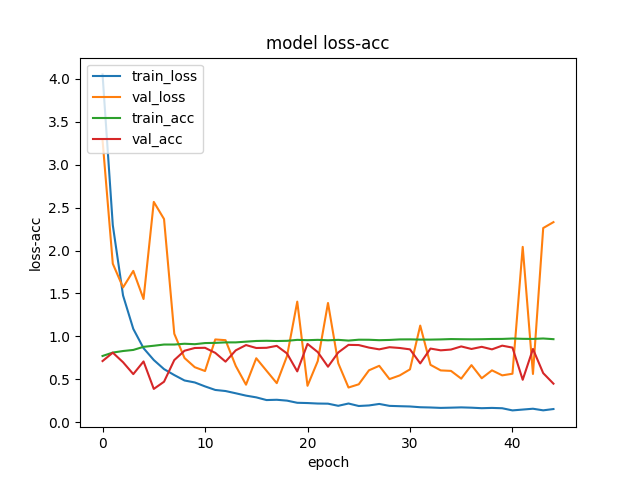 model loss-acc
train_loss
val_loss
train_acc
val_acc
4.0
3.5
3.0
2.5
2.0
1.5
1.0
0.5
0.0
loss-acc
0 10 20 30 40
epoch